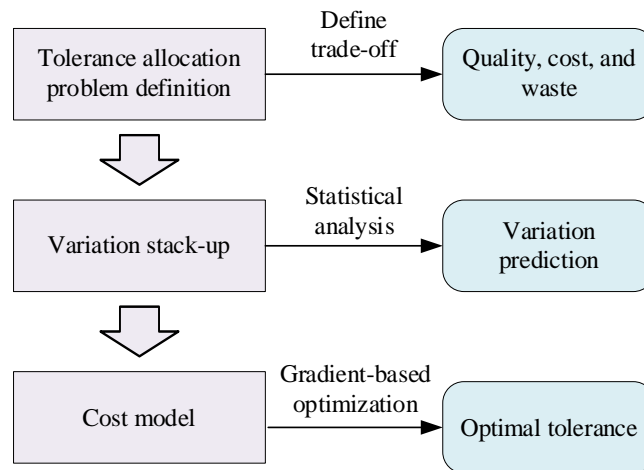 Tolerance allocation
problem definition
Define
trade-off
Quality, cost, and
waste
Variation stack-up
Statistical
analysis
Variation
prediction
Cost model
Gradient-based
optimization
Optimal tolerance